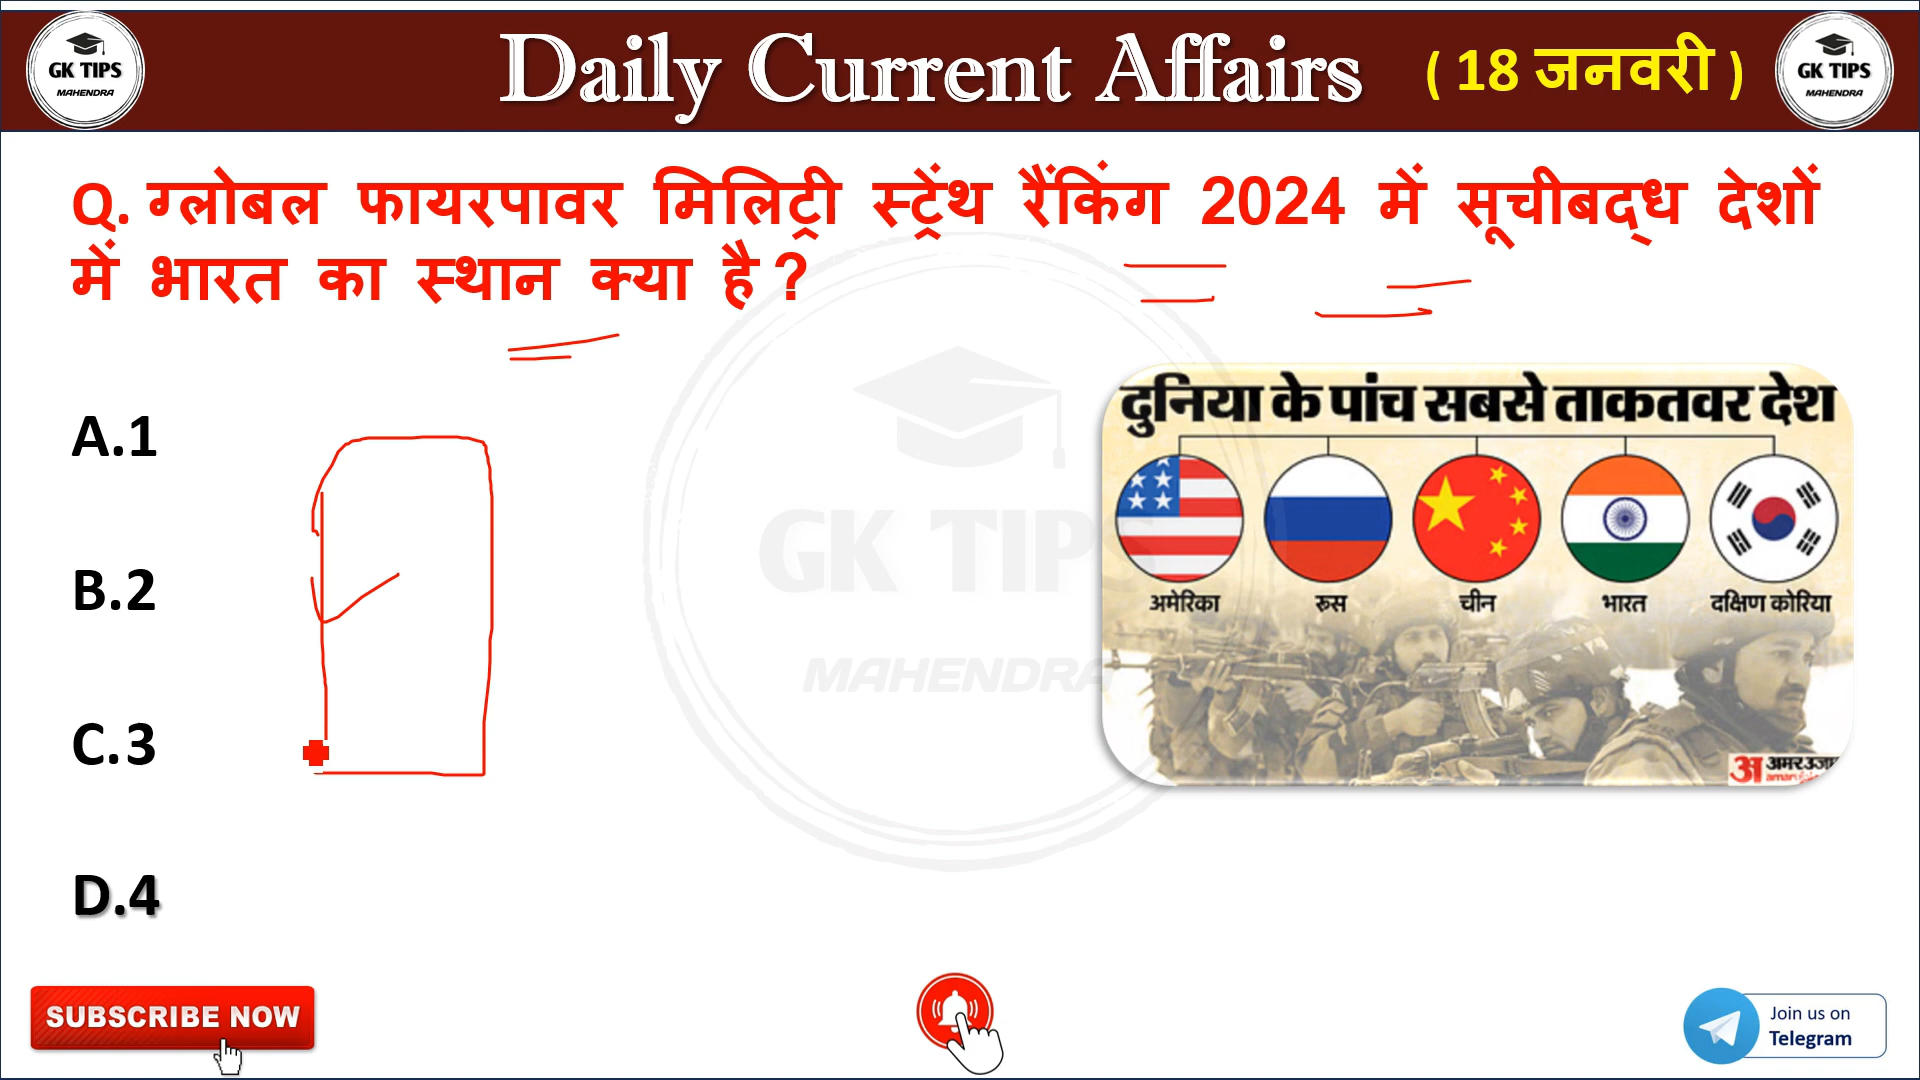 GK TIPS
MAHENDRA
Daily Current Affairs
( 18 जनवरी )
GK TIPS
MAHENDRA
Q. ग्लोबल फायरपावर मिलिट्री स्ट्रेंथ रैंकिंग 2024 में सूचीबद्ध देशों
में भारत का स्थान क्या है ?
A.1
B.2
C.3
D.4
GK TIPS
MAHENDRA
दुनिया के पांच सबसे ताकतवर देश
अमेरिका
रूस
चीन
भारत
दक्षिण कोरिया
SUBSCRIBE NOW
Join us on
Telegram